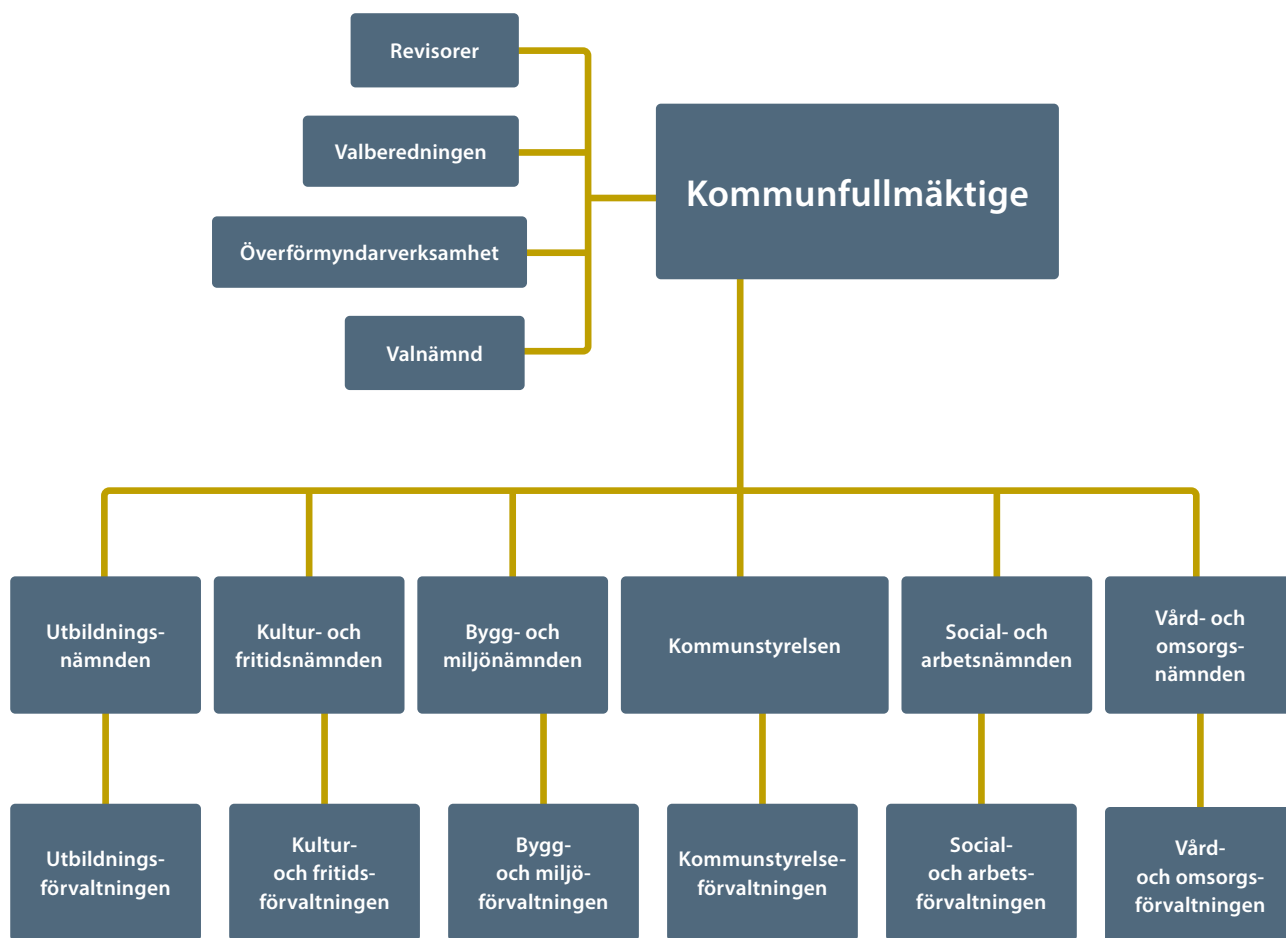 Revisorer
Valberedningen
Överförmyndarverksamhet
Valnämnd
Kommunfullmäktige
Utbildnings-
nämnden
Kultur- och
fritidsnämnden
Bygg- och
miljönämnden
Kommunstyrelsen
Social- och
arbetsnämnden
Vård- och
omsorgs-
nämnden
Utbildnings-
förvaltningen
Kultur-
och fritids-
förvaltningen
Bygg-
och miljö-
förvaltningen
Kommunstyrelse-
förvaltningen
Social-
och arbets-
förvaltningen
Vård-
och omsorgs-
förvaltningen